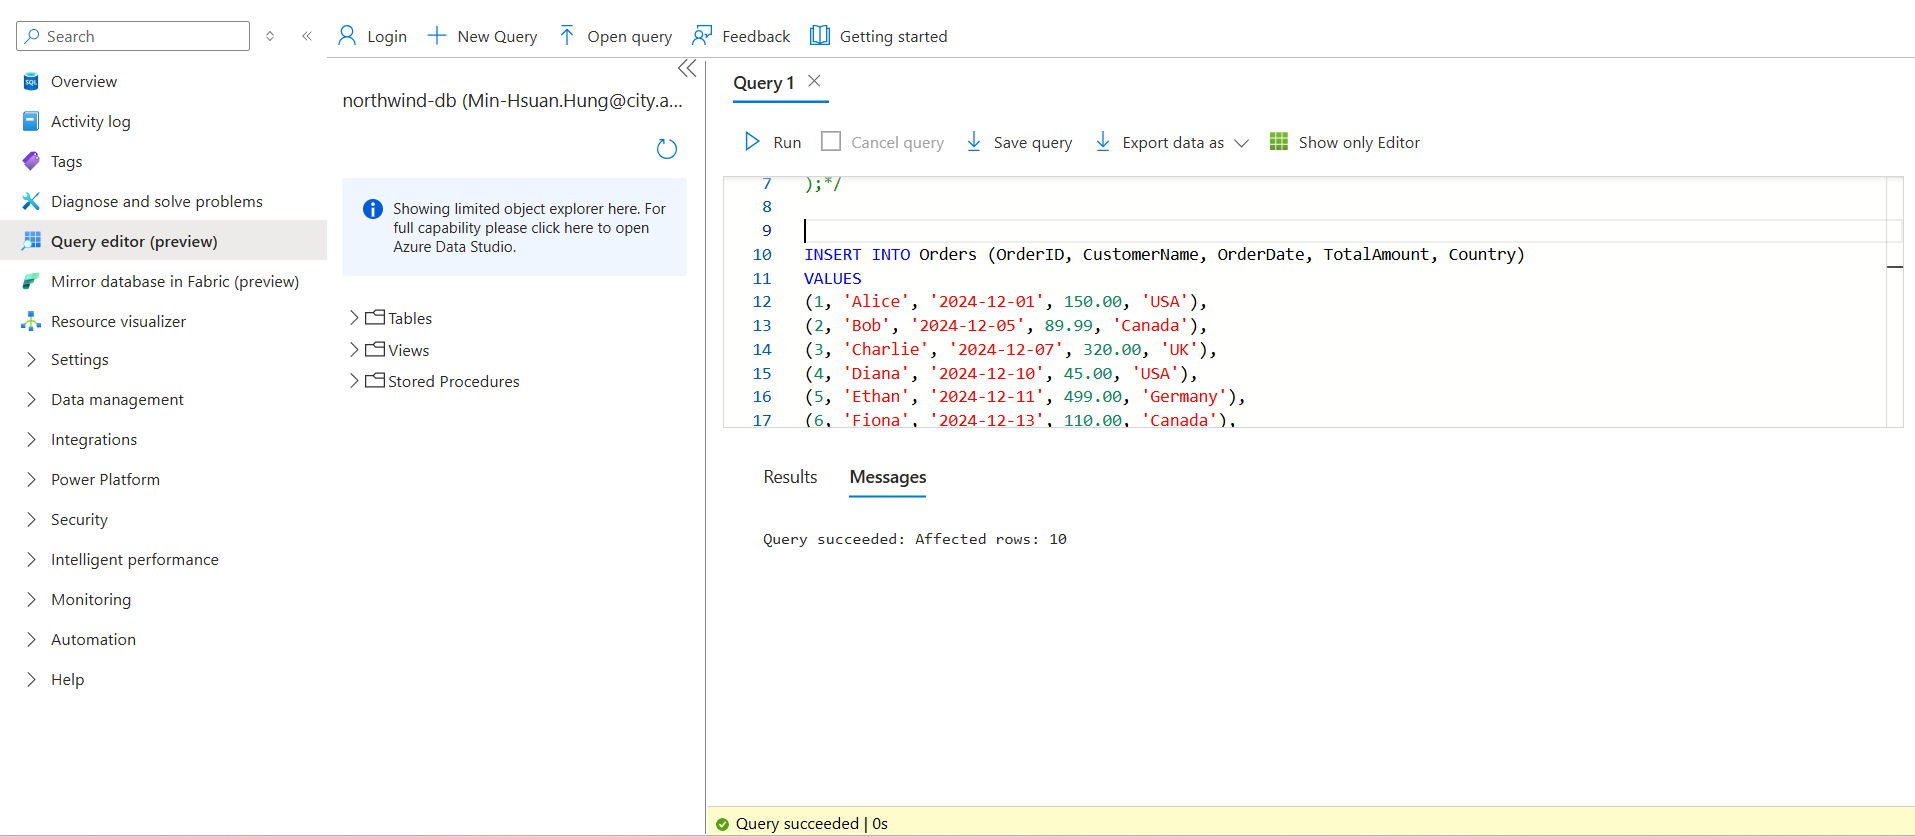 Search
Login
New Query
Open query
Feedback
Getting started
Overview
Activity log
Tags
Diagnose and solve problems
Query editor (preview)
Mirror database in Fabric (preview)
Resource visualizer
Settings
Data management
Integrations
Power Platform
Security
Intelligent performance
Monitoring
Automation
Help
northwind-db (Min-Hsuan.Hung@city.a...
Showing limited object explorer here. For
full capability please click here to open
Azure Data Studio.
Tables
Views
Stored Procedures
Query 1
Run
Cancel query
Save query
Export data as
Show only Editor
7 );*/
8
9
10 INSERT INTO Orders (OrderID, CustomerName, OrderDate, TotalAmount, Country)
11 VALUES
12 (1, 'Alice', '2024-12-01', 150.00, 'USA'),
13 (2, 'Bob', '2024-12-05', 89.99, 'Canada'),
14 (3, 'Charlie', '2024-12-07', 320.00, 'UK'),
15 (4, 'Diana', '2024-12-10', 45.00, 'USA'),
16 (5, 'Ethan', '2024-12-11', 499.00, 'Germany'),
17 (6, 'Fiona', '2024-12-13', 110.00, 'Canada'),
Results
Messages
Query succeeded: Affected rows: 10
Query succeeded | 0s